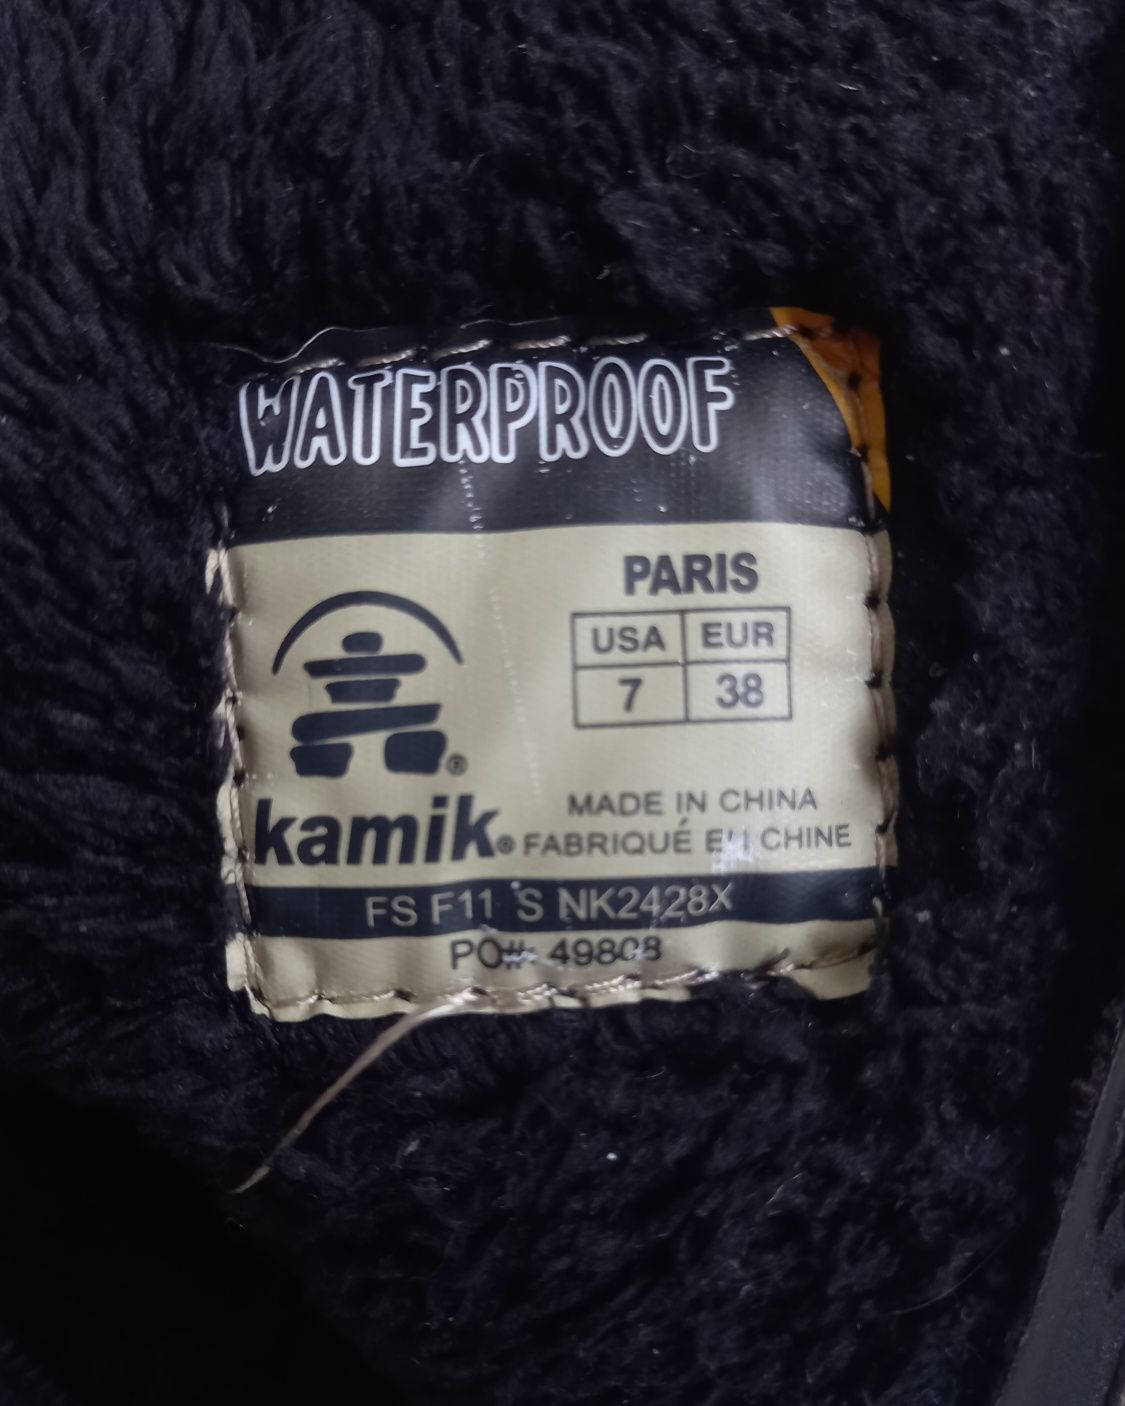 WATERPROOF
PARIS
USA EUR
7 38
kamik®
MADE IN CHINA
FABRIQUÉ EN CHINE
FS F11 S NK2428X
PO#: 49808